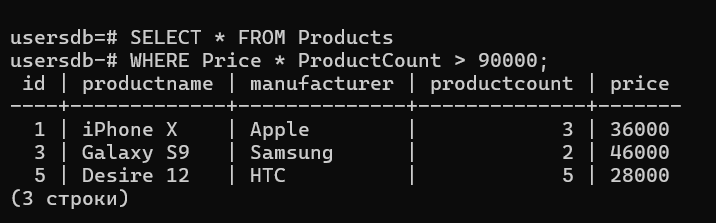 usersdb=# SELECT * FROM Products
usersdb-# WHERE Price * ProductCount > 90000;
 id | productname | manufacturer | productcount | price
----+-------------+--------------+--------------+-------
  1 | iPhone X    | Apple        |            3 | 36000
  3 | Galaxy S9   | Samsung      |            2 | 46000
  5 | Desire 12   | HTC          |            5 | 28000
(3 строки)